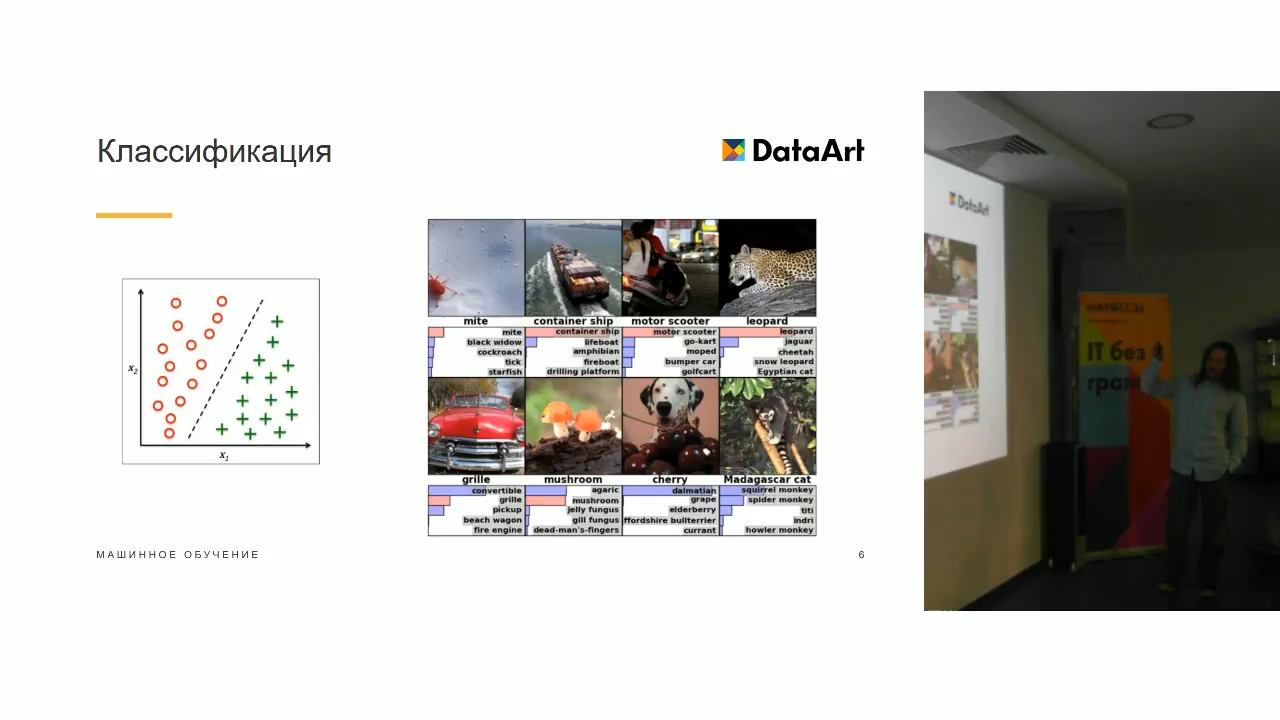 Классификация
DataArt
x2
x1
mite
container ship
motor scooter
leopard
mite
black widow
cockroach
tick
starfish
container ship
lifeboat
amphibian
fireboat
drilling platform
motor scooter
go-kart
moped
bumper car
golfcart
leopard
jaguar
cheetah
snow leopard
Egyptian cat
grille
mushroom
cherry
Madagascar cat
convertible
grille
pickup
beach wagon
fire engine
agaric
mushroom
jelly fungus
gill fungus
dead-man's-fingers
dalmatian
grape
elderberry
ffordshire bullterrier
currant
squirrel monkey
spider monkey
titi
indri
howler monkey
МАШИННОЕ ОБУЧЕНИЕ
6
DataArt
IT без
гран